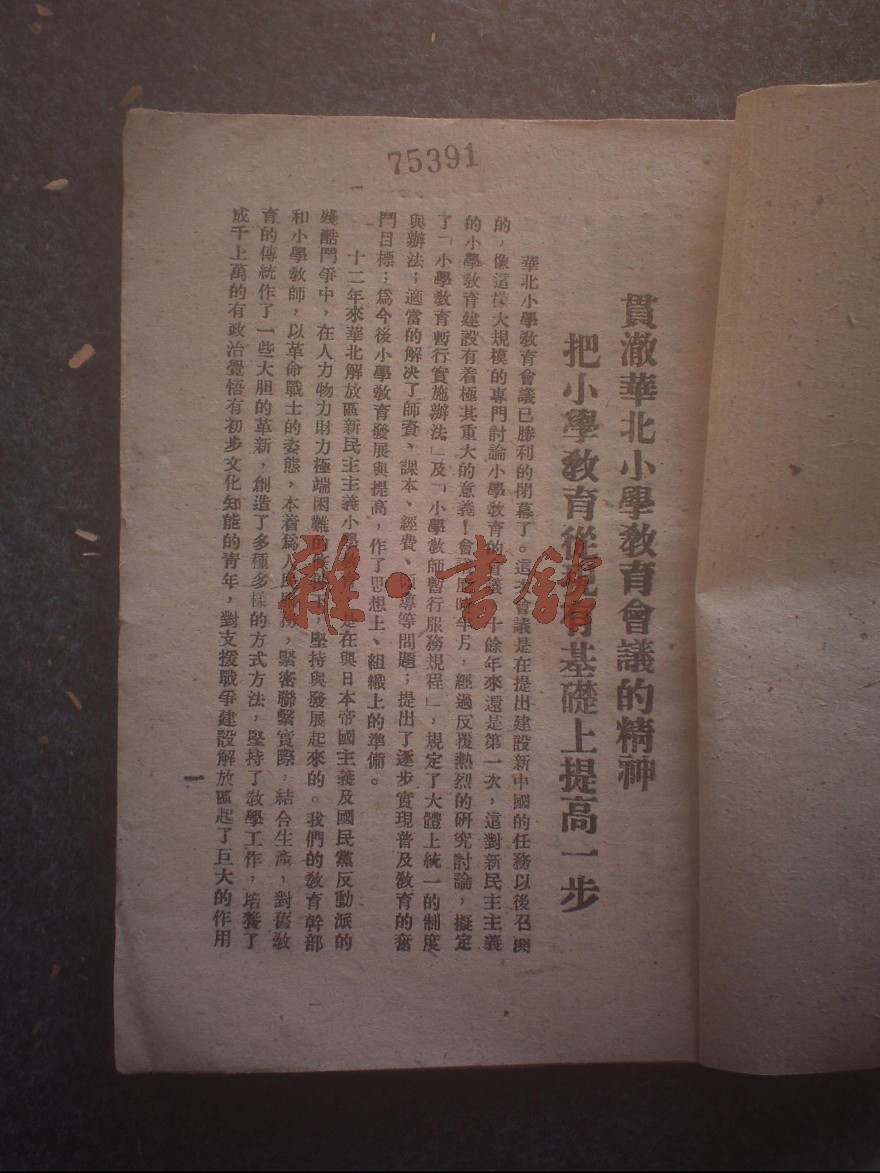 75391
貫澈華北小學教育會議的精神
把小學教育從現有基礎上提高一步
華北小學教育會議已勝利的閉幕了。這次會議是在提出建設新中國的任務以後召開
的，像這樣大規模的專門討論小學教育的會議，十餘年來還是第一次，這對新民主主義
的小學教育建設有着極其重大的意義！會議歷時半月，經過反覆熱烈的研究討論，擬定
了「小學教育暫行實施辦法」及「小學教師暫行服務規程」，規定了大體上統一的制度
與辦法；適當的解决了師資、課本、經費、領導等問題；提出了逐步實現普及教育的奮
鬥目標；爲今後小學教育發展與提高，作了思想上、組織上的準備。
十二年來華北解放區新民主主義小學教育是在與日本帝國主義及國民黨反動派的
殘酷鬥爭中，在人力物力財力極端困難的 下，堅持與發展起來的。我們的教育幹部
和小學教師，以革命戰士的姿態，本着爲人民服務，緊密聯繫實際，結合生產，對舊教
育的傳統作了一些大胆的革新，創造了多種多樣的方式方法，堅持了教學工作，培養了
成千上萬的有政治覺悟有初步文化知能的靑年，對支援戰爭建設解放區起了巨大的作用
一
雜·書館